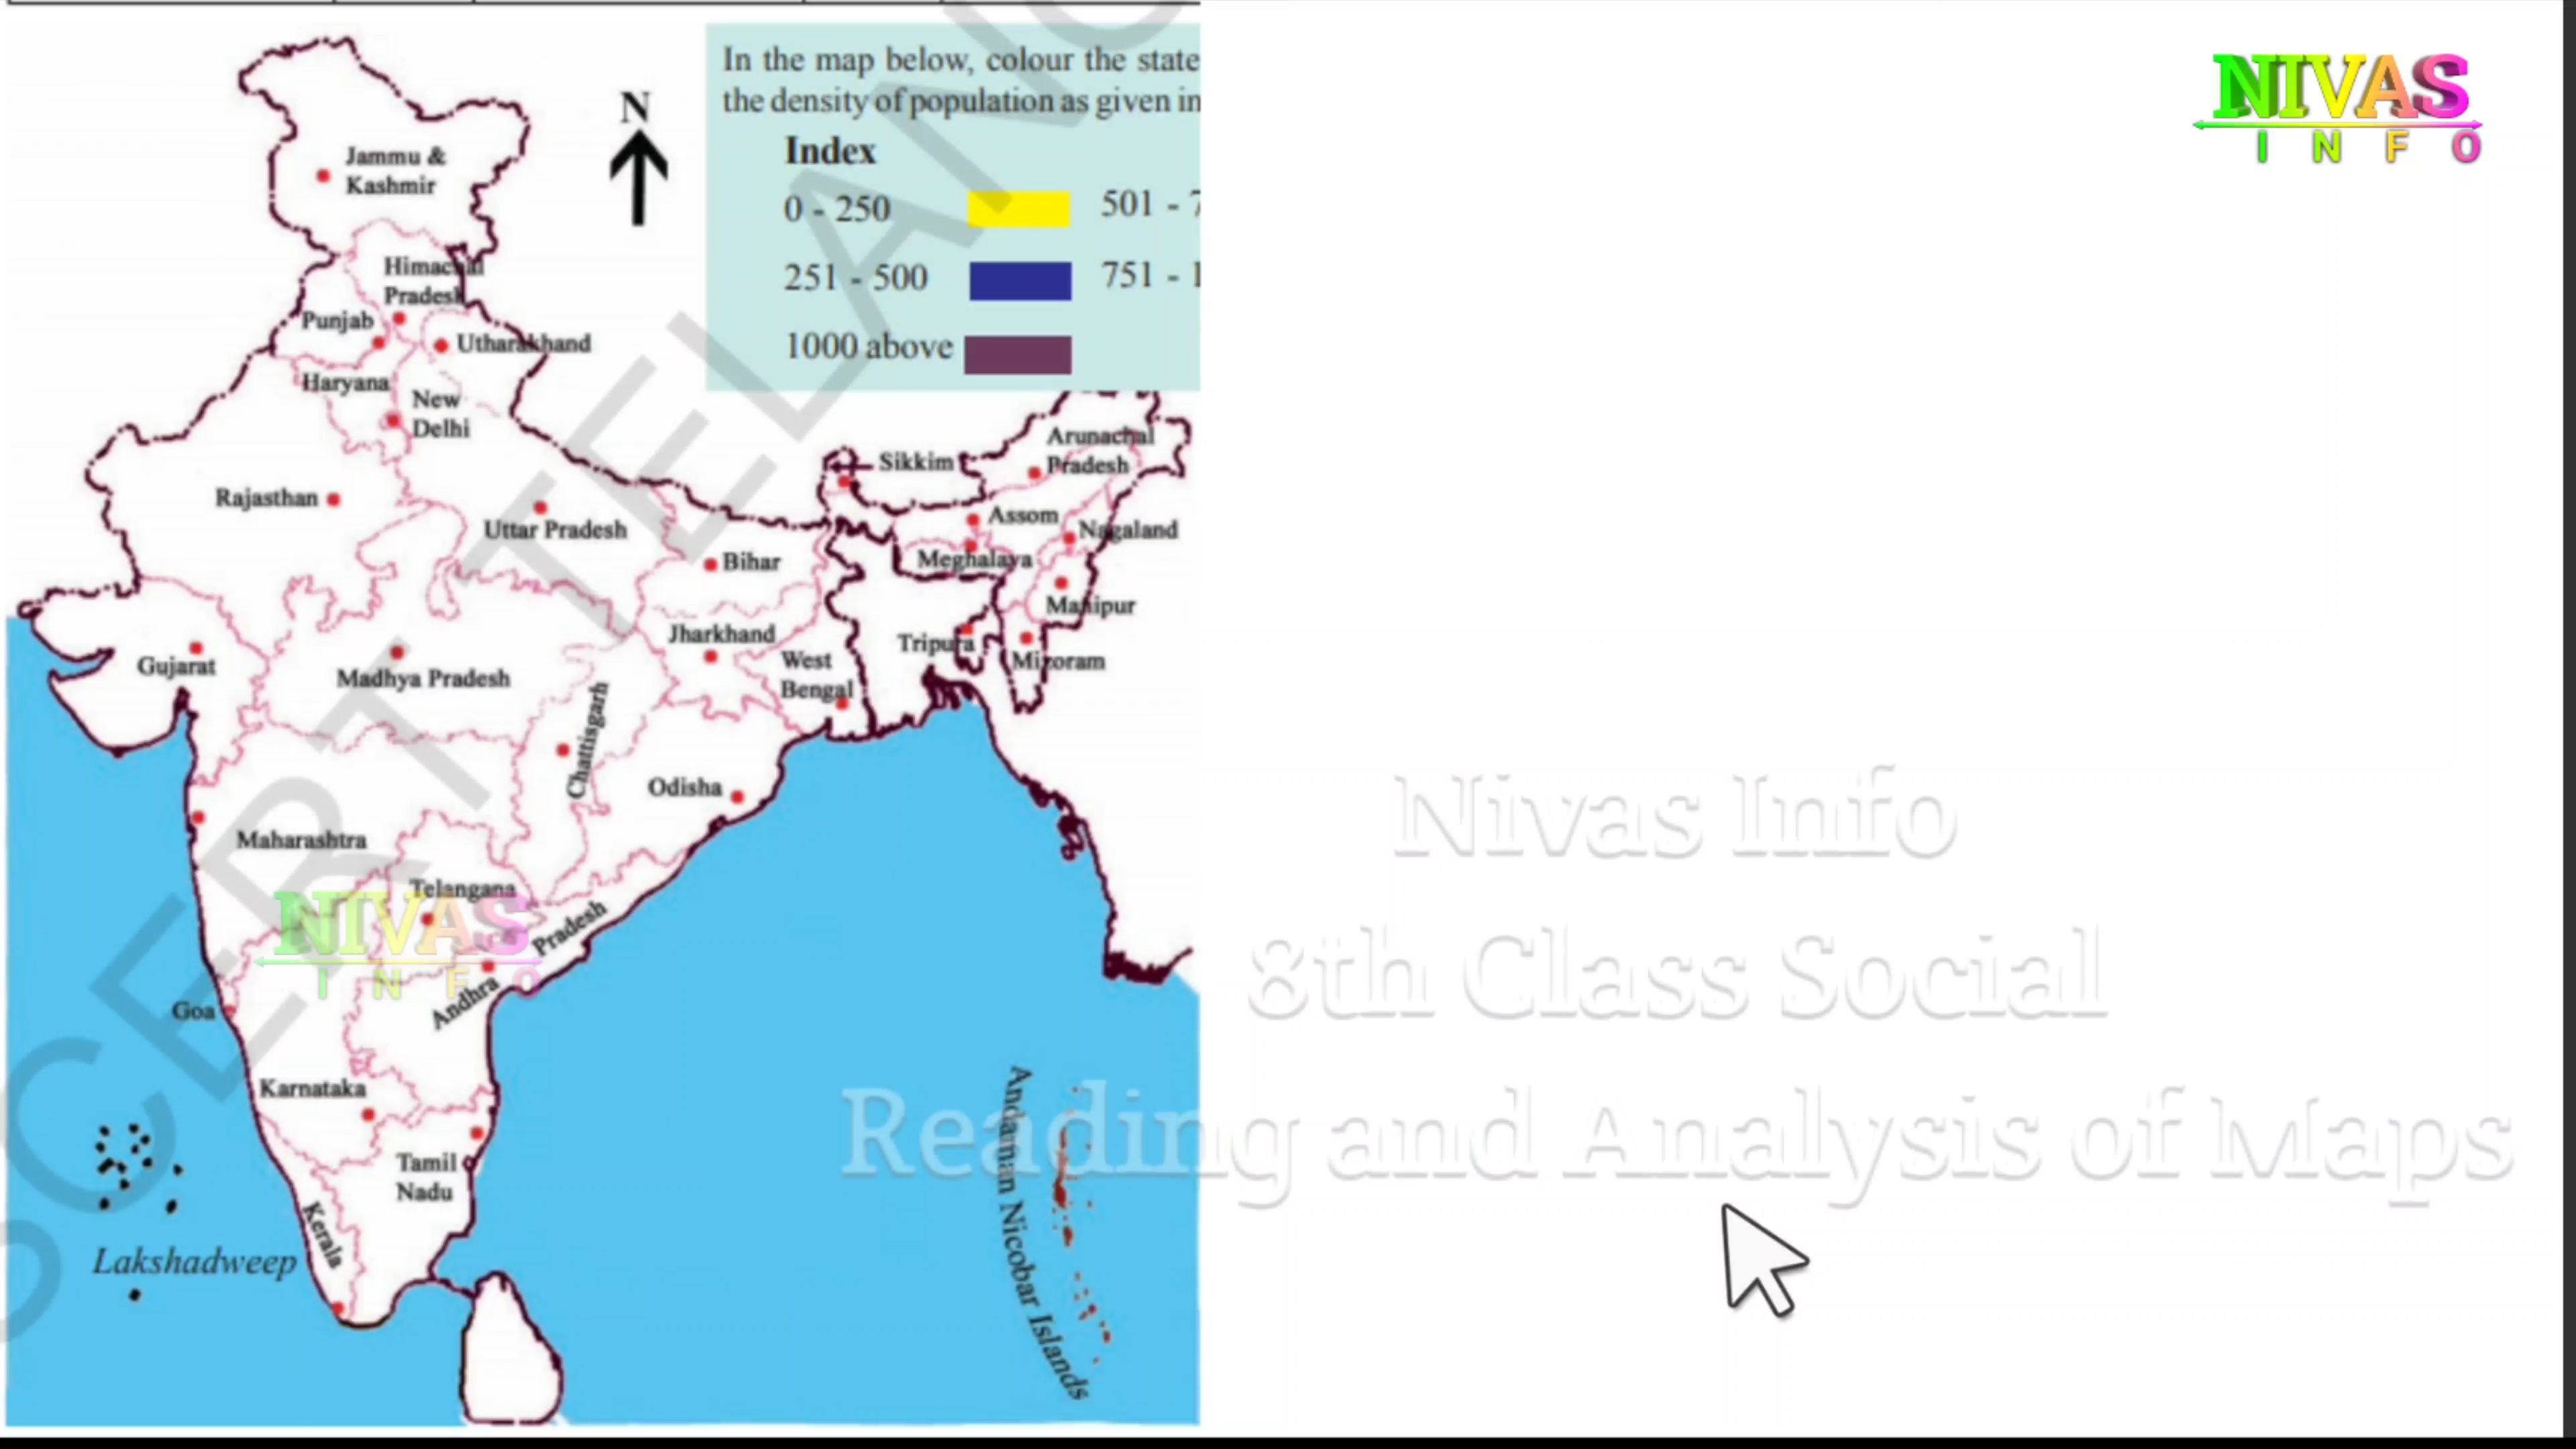 In the map below, colour the state
the density of population as given in
Index
0 - 250
501 - 7
251 - 500
751 - 1
1000 above
N
NIVAS
INFO
Jammu &
Kashmir
Himachal
Pradesh
Punjab
Utharakhand
Haryana
New
Delhi
Rajasthan
Uttar Pradesh
Sikkim
Arunachal
Pradesh
Assom
Nagaland
Meghalaya
Bihar
Manipur
Jharkhand
Tripura
Mizoram
West
Bengal
Gujarat
Madhya Pradesh
Chattisgarh
Odisha
Maharashtra
Telangana
Andhra Pradesh
NIVAS
INFO
Goa
Karnataka
Tamil
Nadu
Kerala
Lakshadweep
Andaman Nicobar Islands
SCERT TELANG
Nivas Info
8th Class Social
Reading and Analysis of Maps